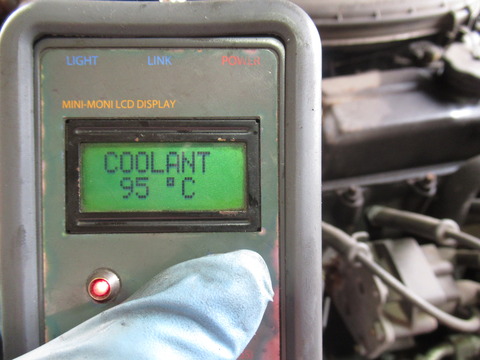 LIGHT LINK POWER
MINI-MONI LCD DISPLAY
COOLANT
95 °C